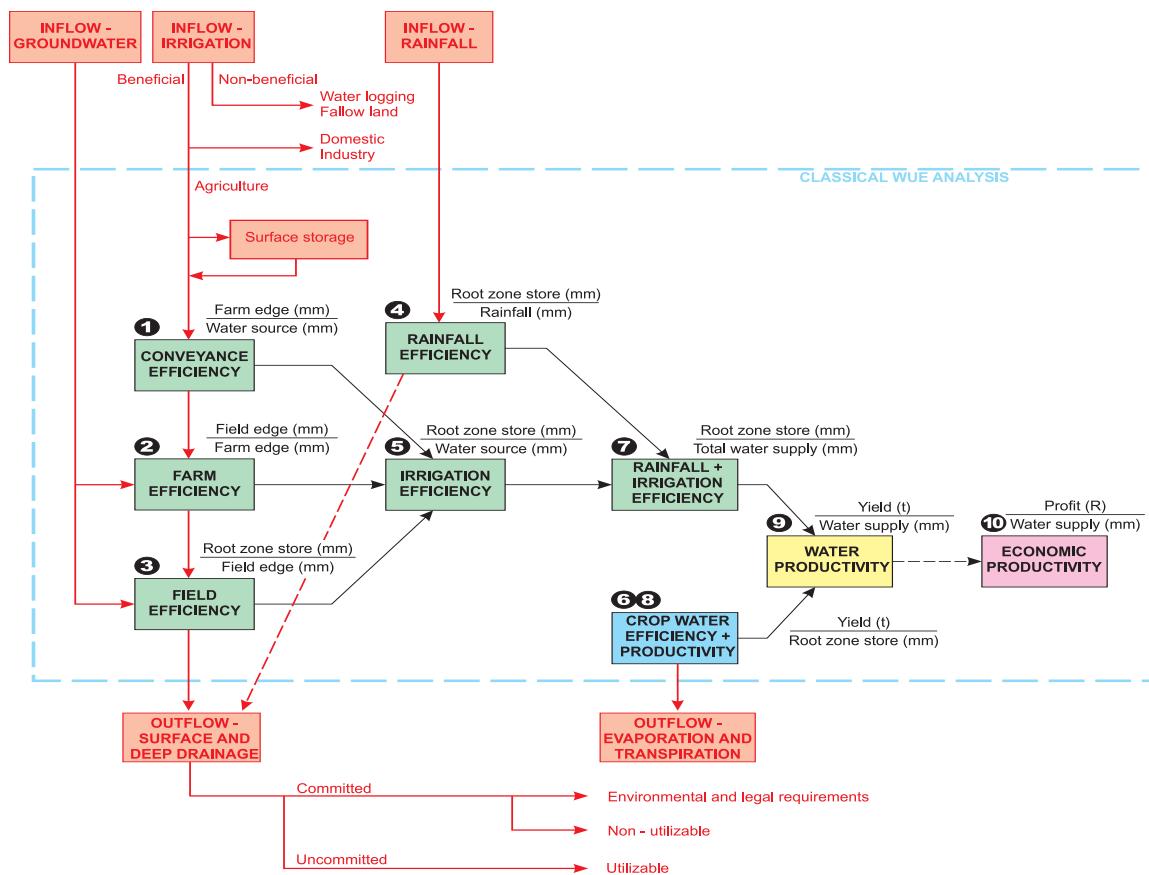 INFLOW -
GROUNDWATER
INFLOW -
IRRIGATION
INFLOW -
RAINFALL
Beneficial
Non-beneficial
Water logging
Fallow land
Domestic
Industry
CLASSICAL WUE ANALYSIS
Agriculture
Surface storage
Farm edge (mm)
Water source (mm)
1
CONVEYANCE
EFFICIENCY
Root zone store (mm)
Rainfall (mm)
4
RAINFALL
EFFICIENCY
Field edge (mm)
Farm edge (mm)
2
FARM
EFFICIENCY
Root zone store (mm)
Water source (mm)
5
IRRIGATION
EFFICIENCY
Root zone store (mm)
Total water supply (mm)
7
RAINFALL +
IRRIGATION
EFFICIENCY
Root zone store (mm)
Field edge (mm)
3
FIELD
EFFICIENCY
Yield (t)
Water supply (mm)
9
WATER
PRODUCTIVITY
Profit (R)
Water supply (mm)
10
ECONOMIC
PRODUCTIVITY
6 8
CROP WATER
EFFICIENCY +
PRODUCTIVITY
Yield (t)
Root zone store (mm)
OUTFLOW -
SURFACE AND
DEEP DRAINAGE
OUTFLOW -
EVAPORATION AND
TRANSPIRATION
Committed
Environmental and legal requirements
Non - utilizable
Uncommitted
Utilizable